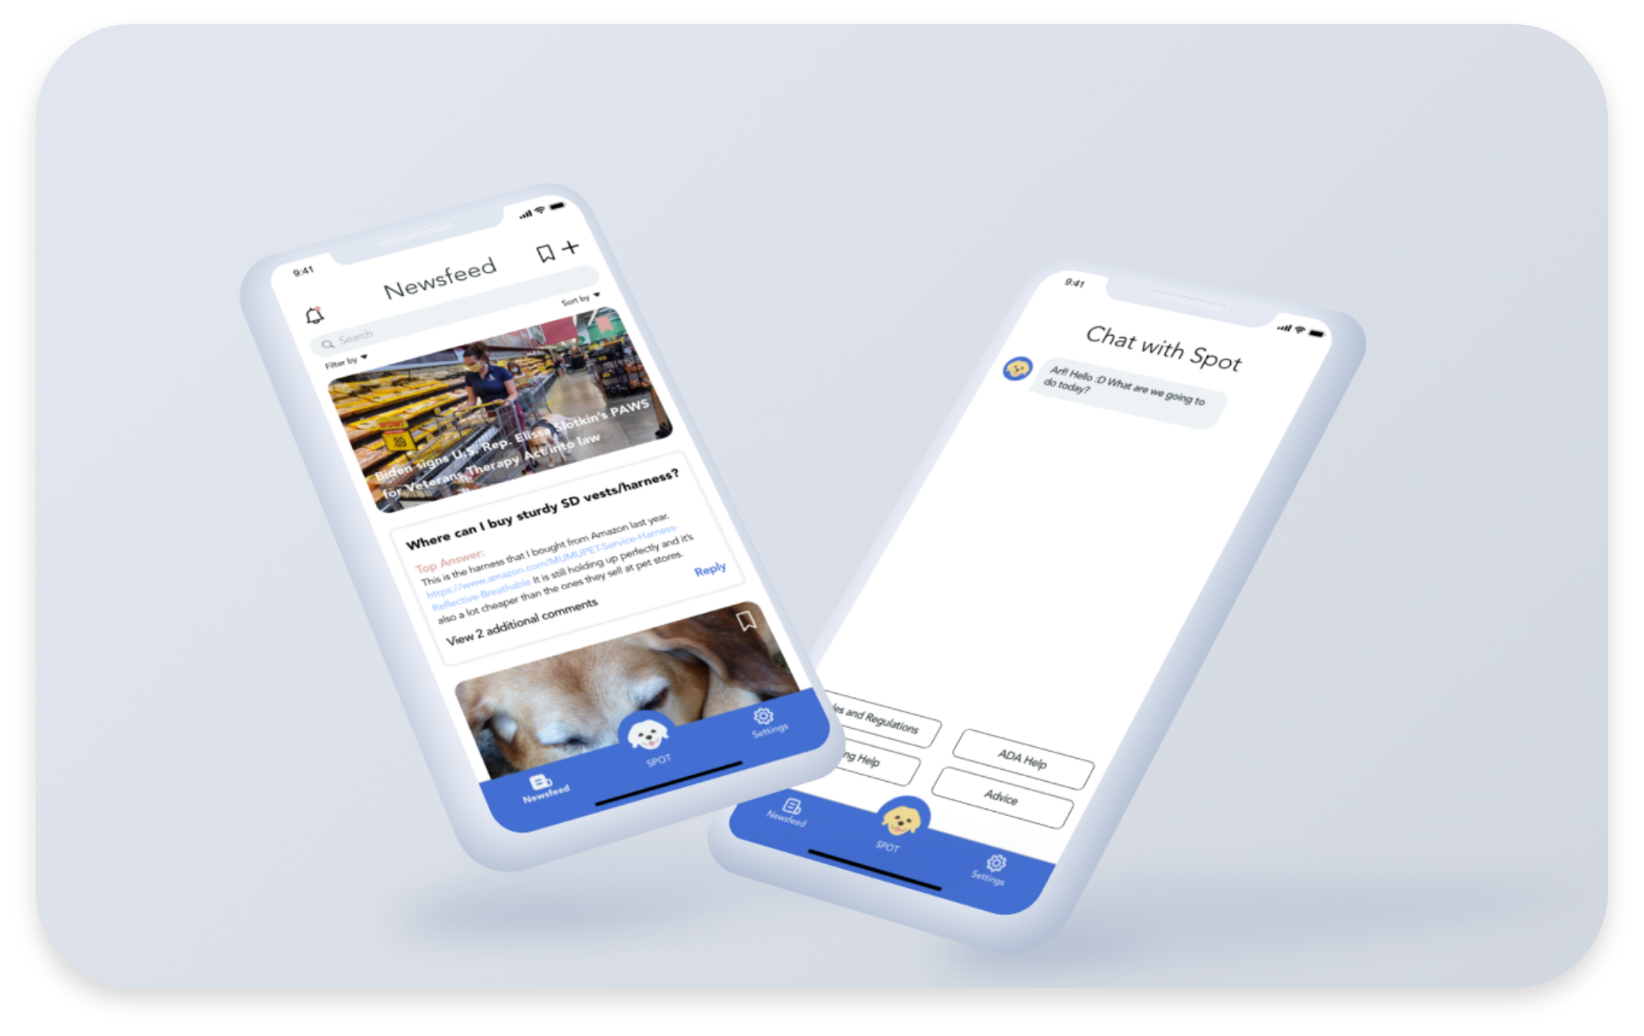 9:41
Newsfeed
Search
Sort by
Filter by
Biden signs U.S. Rep. Elissa Slotkin's PAWS
for Veterans Therapy Act into law
Where can I buy sturdy SD vests/harness?
Top Answer:
This is the harness that I bought from Amazon last year.
https://www.amazon.com/MUMUPET-Service-Harness-
Reflective-Breathable It is still holding up perfectly and it's
also a lot cheaper than the ones they sell at pet stores.
Reply
View 2 additional comments
Newsfeed
SPOT
Settings
9:41
Chat with Spot
Arf! Hello :D What are we going to
do today?
and Regulations
ADA Help
Help
Advice
Newsfeed
SPOT
Settings